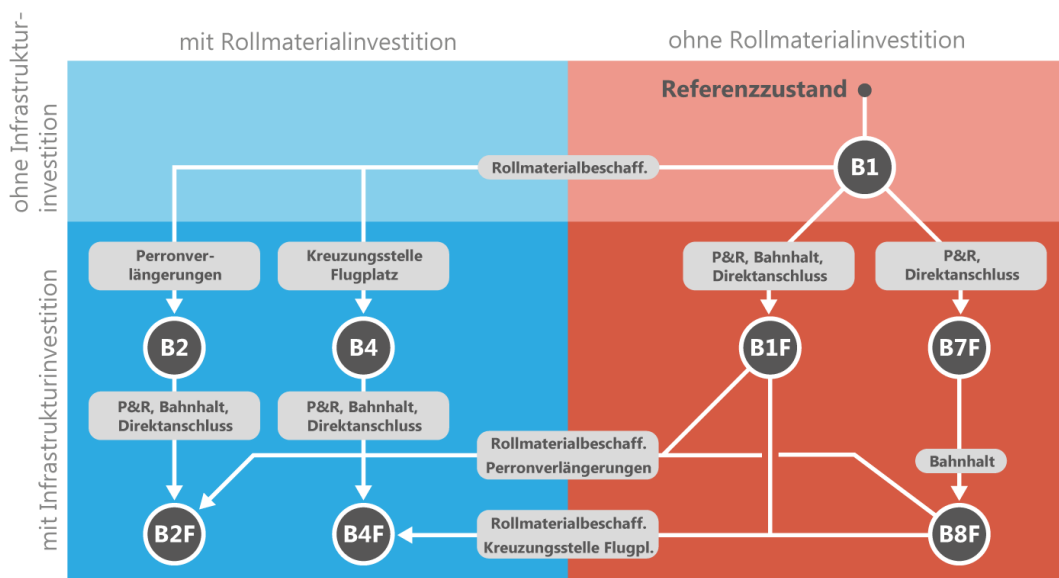 mit Rollmaterialinvestition
ohne Rollmaterialinvestition
ohne Infrastruktur-
investition
Referenzzustand
Rollmaterialbeschaff.
B1
mit Infrastrukturinvestition
Perronver-
längerungen
Kreuzungsstelle
Flugplatz
P&R, Bahnhalt,
Direktanschluss
P&R,
Direktanschluss
B2
B4
B1F
B7F
P&R, Bahnhalt,
Direktanschluss
P&R, Bahnhalt,
Direktanschluss
Rollmaterialbeschaff.
Perronverlängerungen
Bahnhalt
B2F
B4F
Rollmaterialbeschaff.
Kreuzungsstelle Flugpl.
B8F